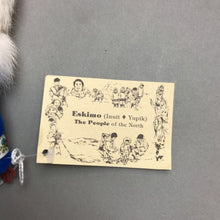 Eskimo (Inuit ♦ Yupik)
The People of the North